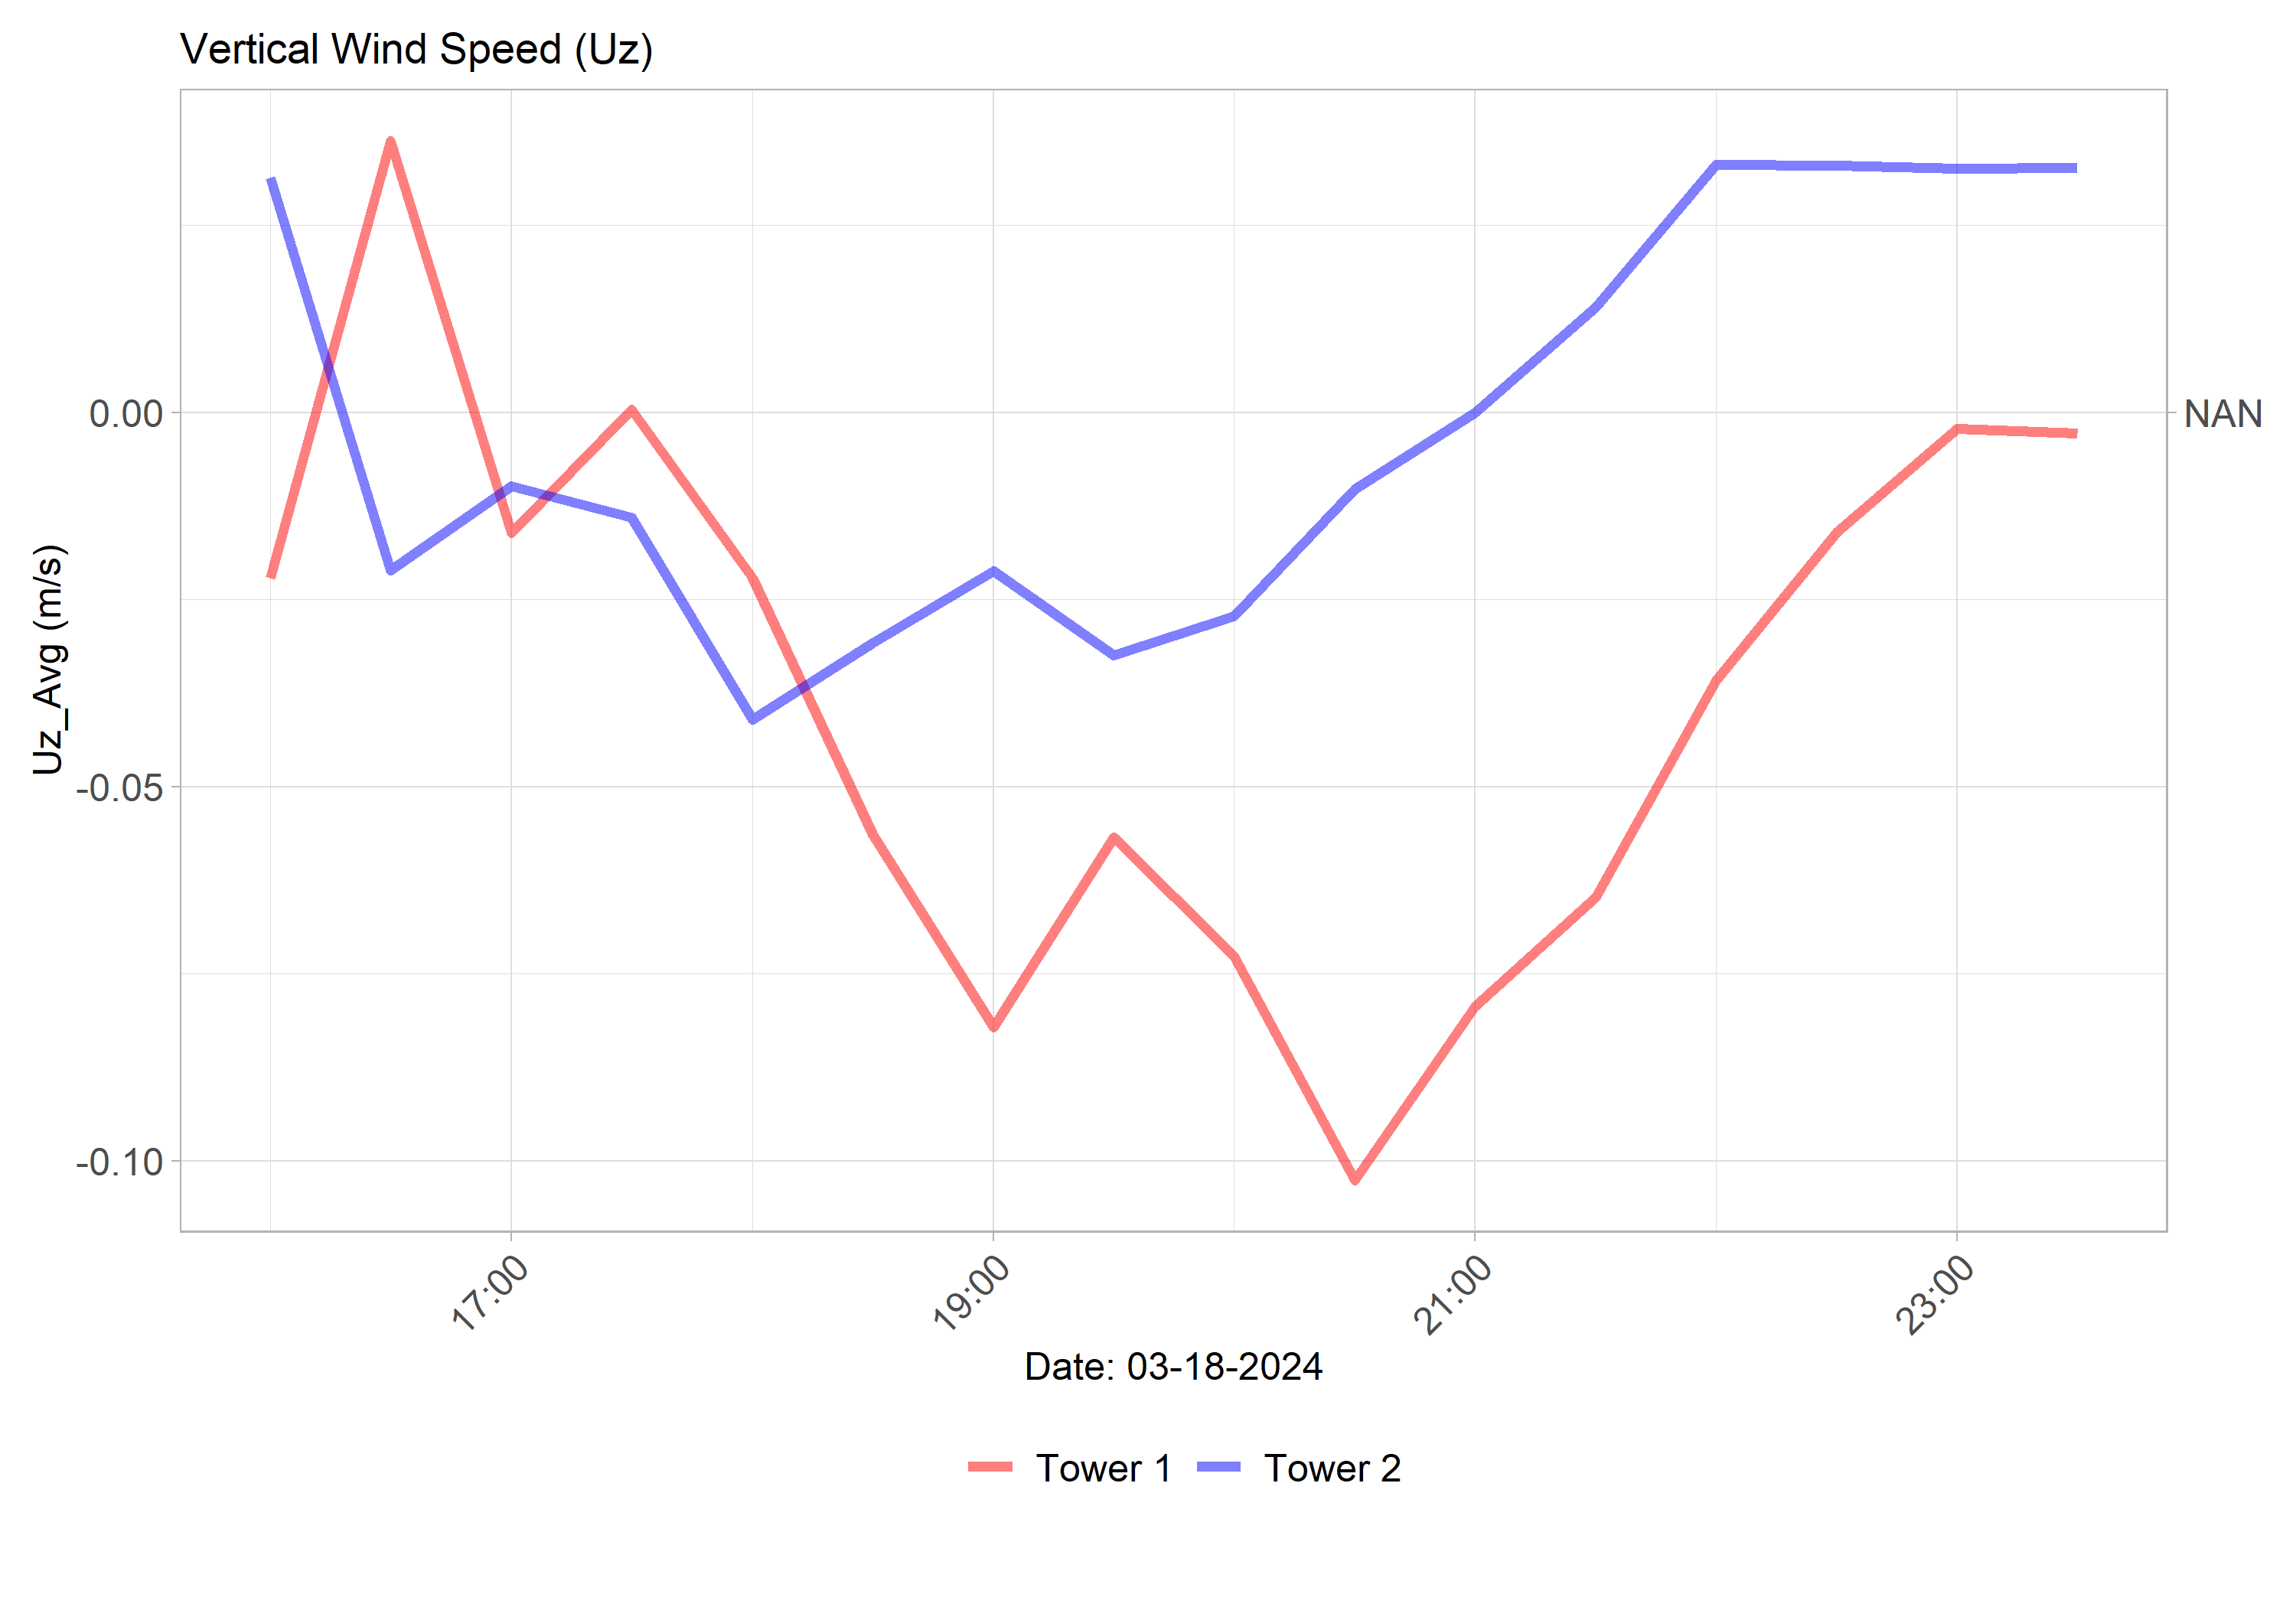 Vertical Wind Speed (Uz)
Uz_Avg (m/s)
0.00
-0.05
-0.10
NAN
17:00
19:00
21:00
23:00
Date: 03-18-2024
Tower 1
Tower 2